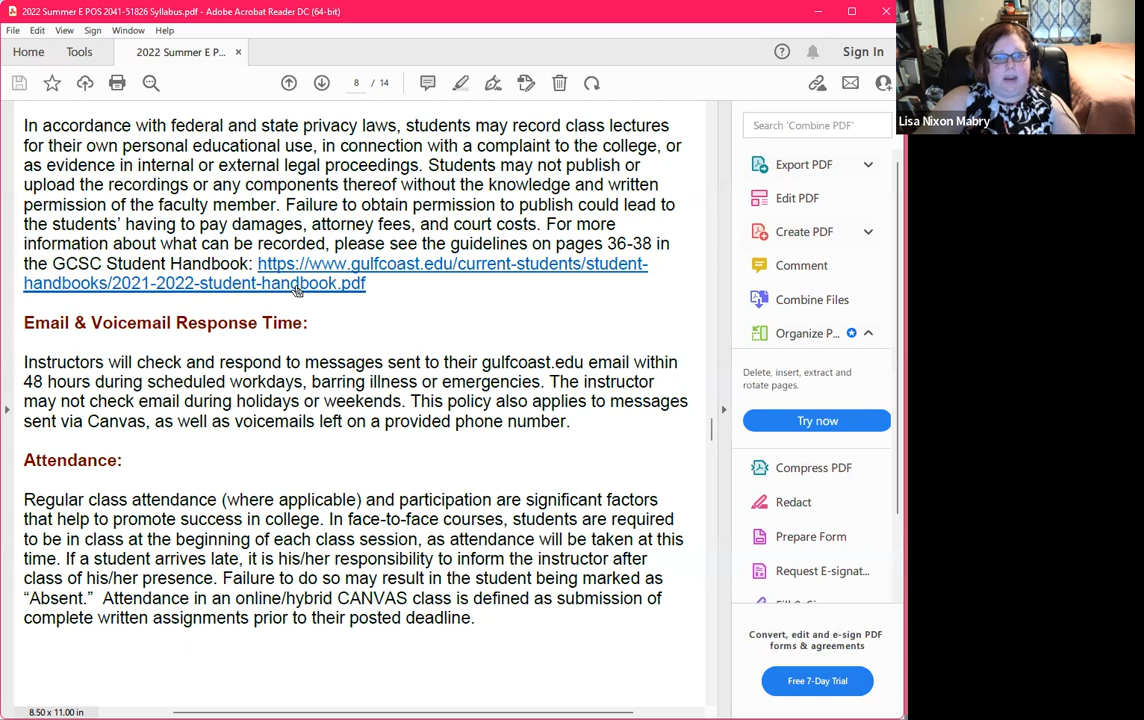 2022 Summer E POS 2041-51826 Syllabus.pdf - Adobe Acrobat Reader DC (64-bit)
File Edit View Sign Window Help
Home Tools 2022 Summer E P... × Sign In
8 / 14
Lisa Nixon Mabry
In accordance with federal and state privacy laws, students may record class lectures
for their own personal educational use, in connection with a complaint to the college, or
as evidence in internal or external legal proceedings. Students may not publish or
upload the recordings or any components thereof without the knowledge and written
permission of the faculty member. Failure to obtain permission to publish could lead to
the students' having to pay damages, attorney fees, and court costs. For more
information about what can be recorded, please see the guidelines on pages 36-38 in
the GCSC Student Handbook: https://www.gulfcoast.edu/current-students/student-
handbooks/2021-2022-student-handbook.pdf
Email & Voicemail Response Time:
Instructors will check and respond to messages sent to their gulfcoast.edu email within
48 hours during scheduled workdays, barring illness or emergencies. The instructor
may not check email during holidays or weekends. This policy also applies to messages
sent via Canvas, as well as voicemails left on a provided phone number.
Attendance:
Regular class attendance (where applicable) and participation are significant factors
that help to promote success in college. In face-to-face courses, students are required
to be in class at the beginning of each class session, as attendance will be taken at this
time. If a student arrives late, it is his/her responsibility to inform the instructor after
class of his/her presence. Failure to do so may result in the student being marked as
“Absent.” Attendance in an online/hybrid CANVAS class is defined as submission of
complete written assignments prior to their posted deadline.
8.50 x 11.00 in
Search 'Combine PDF'
Export PDF
Edit PDF
Create PDF
Comment
Combine Files
Organize P...
Delete, insert, extract and
rotate pages.
Try now
Compress PDF
Redact
Prepare Form
Request E-signat...
Convert, edit and e-sign PDF
forms & agreements
Free 7-Day Trial